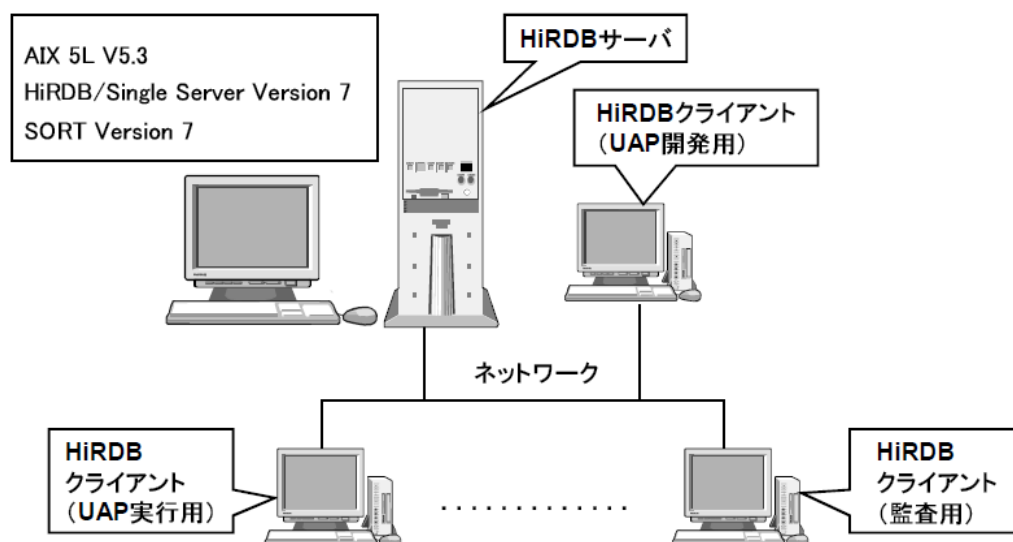 AIX 5L V5.3
HiRDB/Single Server Version 7
SORT Version 7
HiRDBサーバ
HiRDBクライアント
（UAP開発用）
ネットワーク
HiRDB
クライアント
（UAP実行用）
HiRDB
クライアント
（監査用）